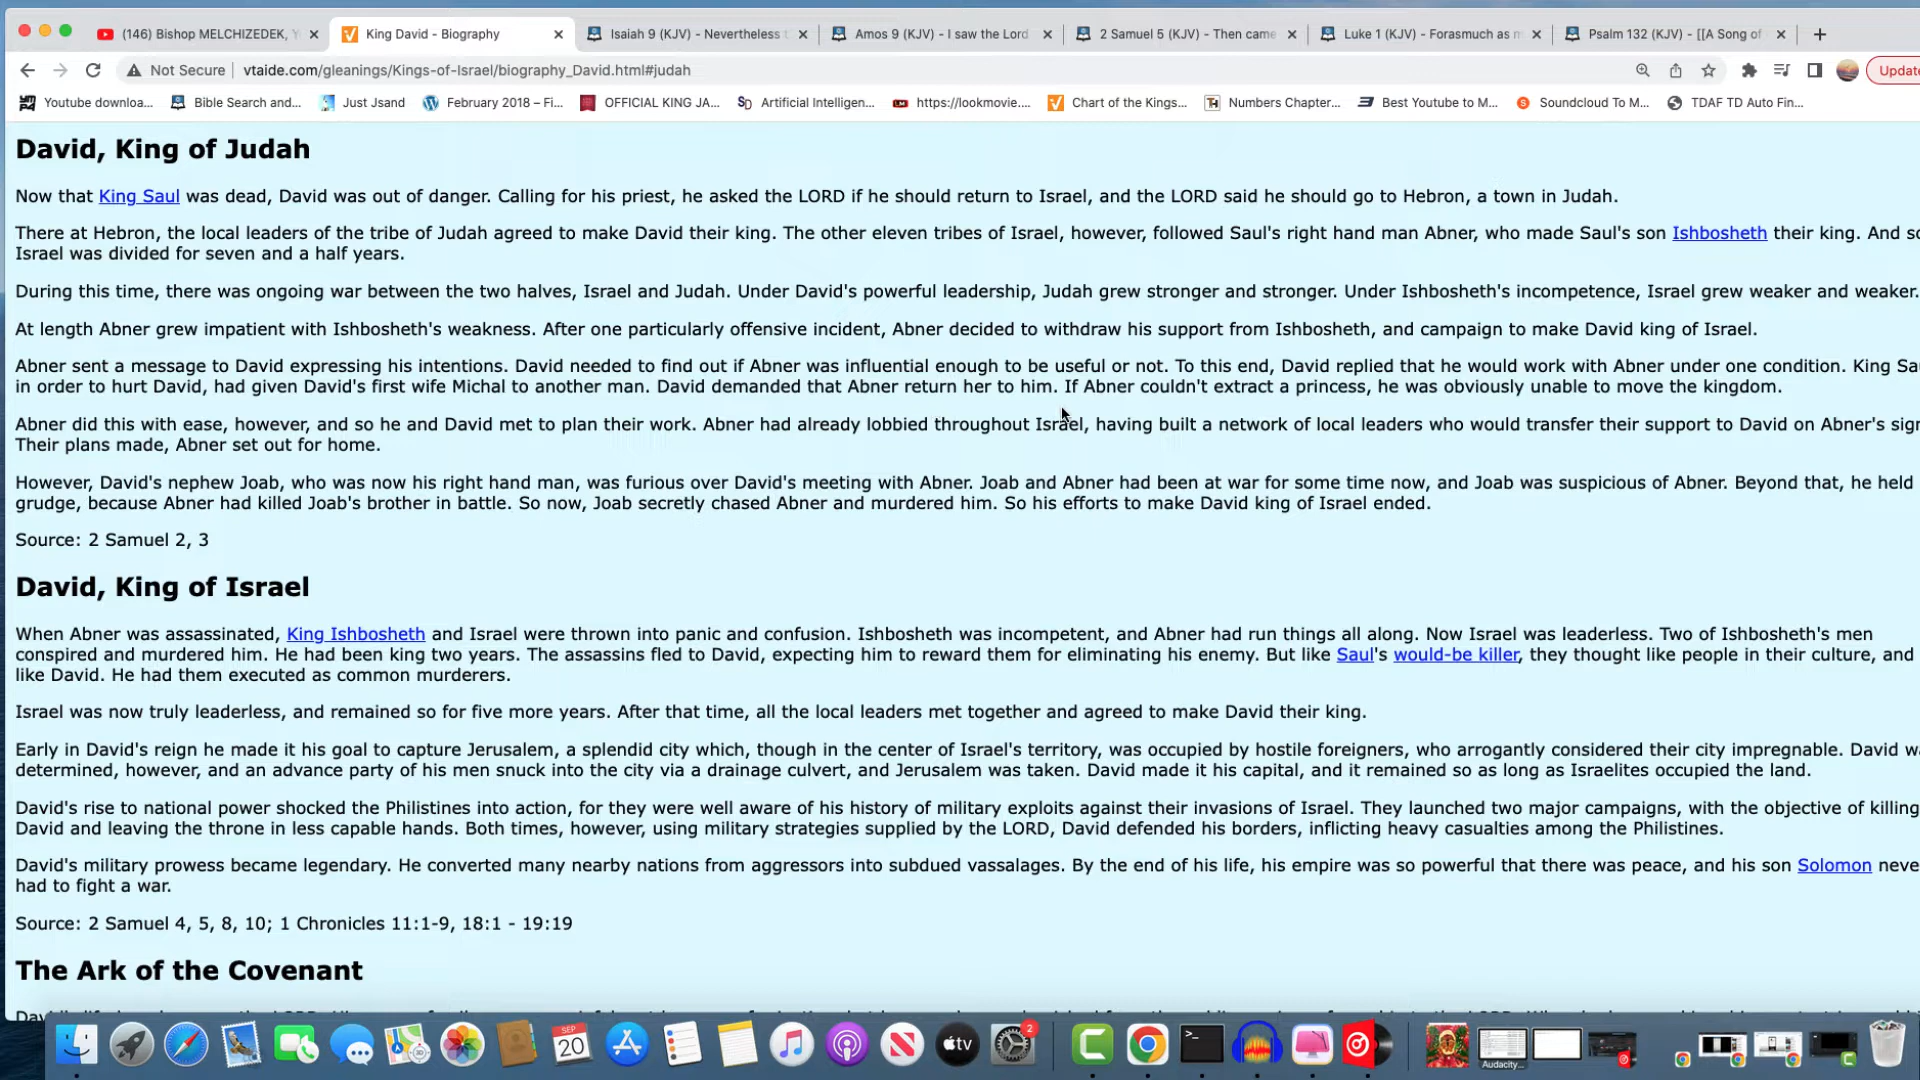 (146) Bishop MELCHIZEDEK, Y
King David - Biography
Isaiah 9 (KJV) - Nevertheless t
Amos 9 (KJV) - I saw the Lord
2 Samuel 5 (KJV) - Then came
Luke 1 (KJV) - Forasmuch as m
Psalm 132 (KJV) - [[A Song of
Not Secure
vtaide.com/gleanings/Kings-of-Israel/biography_David.html#judah
Update
Youtube downloa...
Bible Search and...
Just Jsand
February 2018 – Fi...
OFFICIAL KING JA...
Artificial Intelligen...
https://lookmovie....
Chart of the Kings...
Numbers Chapter...
Best Youtube to M...
Soundcloud To M...
TDAF TD Auto Fin...
David, King of Judah
Now that King Saul was dead, David was out of danger. Calling for his priest, he asked the LORD if he should return to Israel, and the LORD said he should go to Hebron, a town in Judah.
There at Hebron, the local leaders of the tribe of Judah agreed to make David their king. The other eleven tribes of Israel, however, followed Saul's right hand man Abner, who made Saul's son Ishbosheth their king. And so
Israel was divided for seven and a half years.
During this time, there was ongoing war between the two halves, Israel and Judah. Under David's powerful leadership, Judah grew stronger and stronger. Under Ishbosheth's incompetence, Israel grew weaker and weaker.
At length Abner grew impatient with Ishbosheth's weakness. After one particularly offensive incident, Abner decided to withdraw his support from Ishbosheth, and campaign to make David king of Israel.
Abner sent a message to David expressing his intentions. David needed to find out if Abner was influential enough to be useful or not. To this end, David replied that he would work with Abner under one condition. King Sau
in order to hurt David, had given David's first wife Michal to another man. David demanded that Abner return her to him. If Abner couldn't extract a princess, he was obviously unable to move the kingdom.
Abner did this with ease, however, and so he and David met to plan their work. Abner had already lobbied throughout Israel, having built a network of local leaders who would transfer their support to David on Abner's sign
Their plans made, Abner set out for home.
However, David's nephew Joab, who was now his right hand man, was furious over David's meeting with Abner. Joab and Abner had been at war for some time now, and Joab was suspicious of Abner. Beyond that, he held
grudge, because Abner had killed Joab's brother in battle. So now, Joab secretly chased Abner and murdered him. So his efforts to make David king of Israel ended.
Source: 2 Samuel 2, 3
David, King of Israel
When Abner was assassinated, King Ishbosheth and Israel were thrown into panic and confusion. Ishbosheth was incompetent, and Abner had run things all along. Now Israel was leaderless. Two of Ishbosheth's men
conspired and murdered him. He had been king two years. The assassins fled to David, expecting him to reward them for eliminating his enemy. But like Saul's would-be killer, they thought like people in their culture, and
like David. He had them executed as common murderers.
Israel was now truly leaderless, and remained so for five more years. After that time, all the local leaders met together and agreed to make David their king.
Early in David's reign he made it his goal to capture Jerusalem, a splendid city which, though in the center of Israel's territory, was occupied by hostile foreigners, who arrogantly considered their city impregnable. David wa
determined, however, and an advance party of his men snuck into the city via a drainage culvert, and Jerusalem was taken. David made it his capital, and it remained so as long as Israelites occupied the land.
David's rise to national power shocked the Philistines into action, for they were well aware of his history of military exploits against their invasions of Israel. They launched two major campaigns, with the objective of killing
David and leaving the throne in less capable hands. Both times, however, using military strategies supplied by the LORD, David defended his borders, inflicting heavy casualties among the Philistines.
David's military prowess became legendary. He converted many nearby nations from aggressors into subdued vassalages. By the end of his life, his empire was so powerful that there was peace, and his son Solomon neve
had to fight a war.
Source: 2 Samuel 4, 5, 8, 10; 1 Chronicles 11:1-9, 18:1 - 19:19
The Ark of the Covenant
SEP
20
tv
2
Audacity...